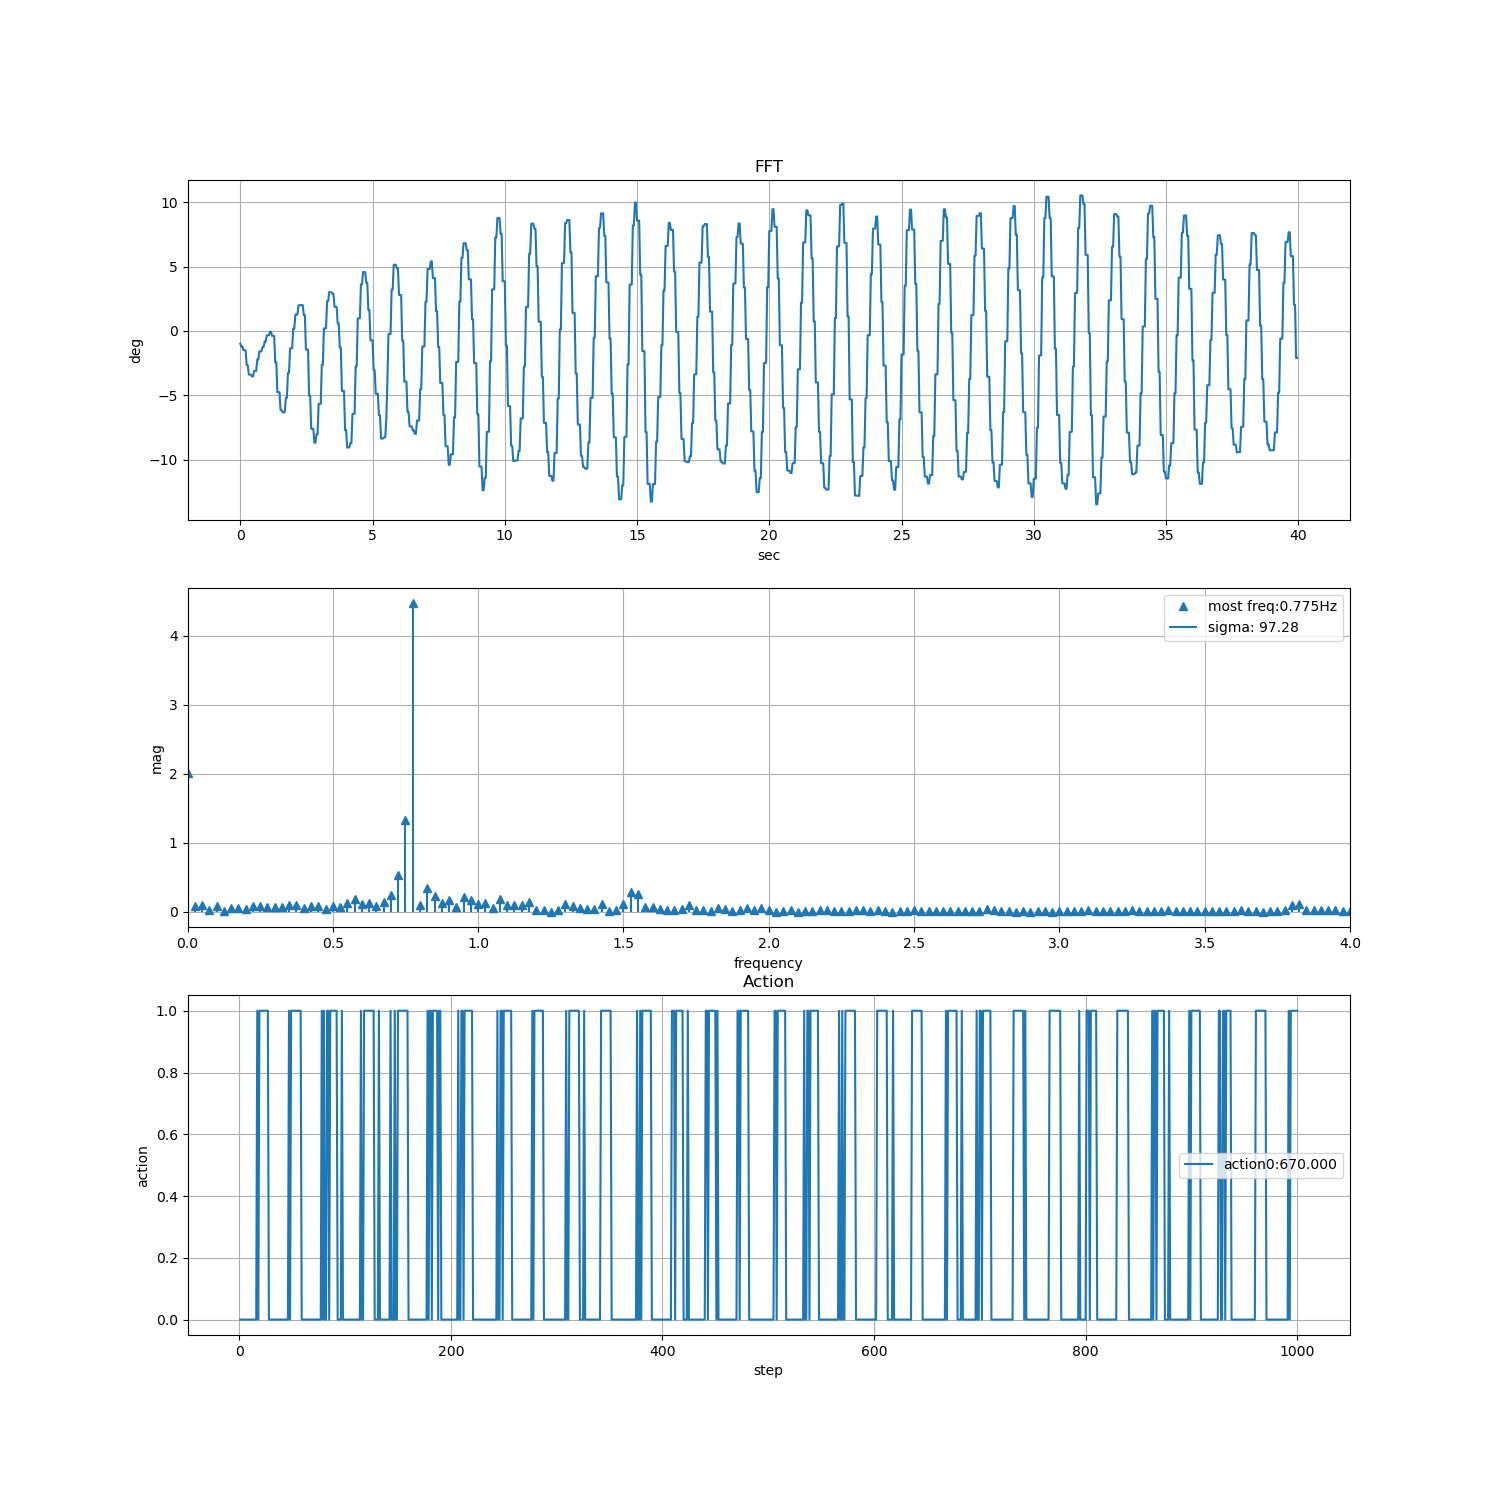 FFT
10
5
0
−5
−10
deg
0 5 10 15 20 25 30 35 40
sec
most freq:0.775Hz
sigma: 97.28
4
3
2
1
0
mag
0.0 0.5 1.0 1.5 2.0 2.5 3.0 3.5 4.0
frequency
Action
1.0
0.8
0.6
0.4
0.2
0.0
action
action0:670.000
0 200 400 600 800 1000
step